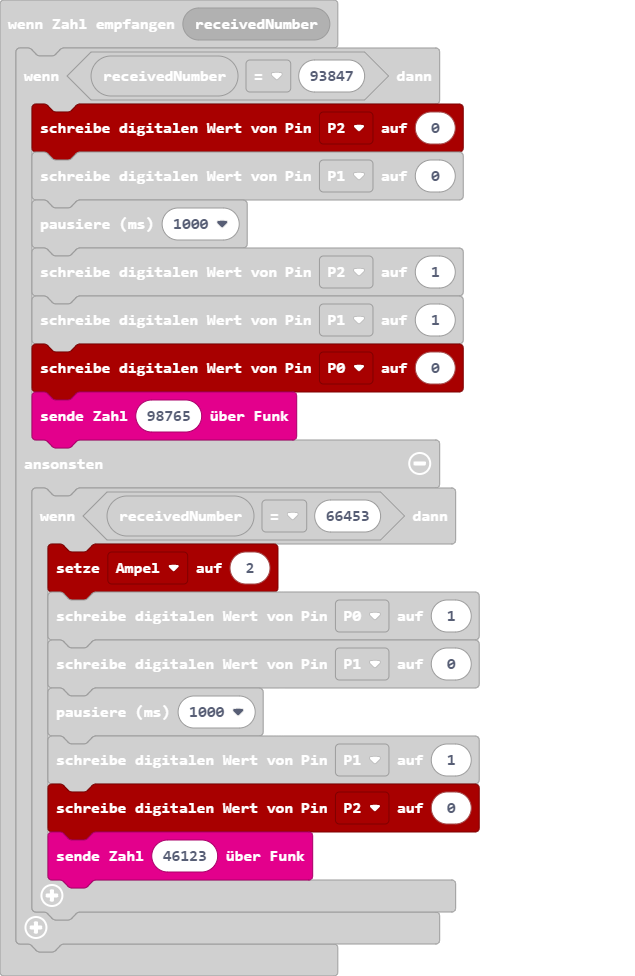 wenn Zahl empfangen receivedNumber
wenn receivedNumber = 93847 dann
schreibe digitalen Wert von Pin P2 auf 0
schreibe digitalen Wert von Pin P1 auf 0
pausiere (ms) 1000
schreibe digitalen Wert von Pin P2 auf 1
schreibe digitalen Wert von Pin P1 auf 1
schreibe digitalen Wert von Pin P0 auf 0
sende Zahl 98765 über Funk
ansonsten
wenn receivedNumber = 66453 dann
setze Ampel auf 2
schreibe digitalen Wert von Pin P0 auf 1
schreibe digitalen Wert von Pin P1 auf 0
pausiere (ms) 1000
schreibe digitalen Wert von Pin P1 auf 1
schreibe digitalen Wert von Pin P2 auf 0
sende Zahl 46123 über Funk